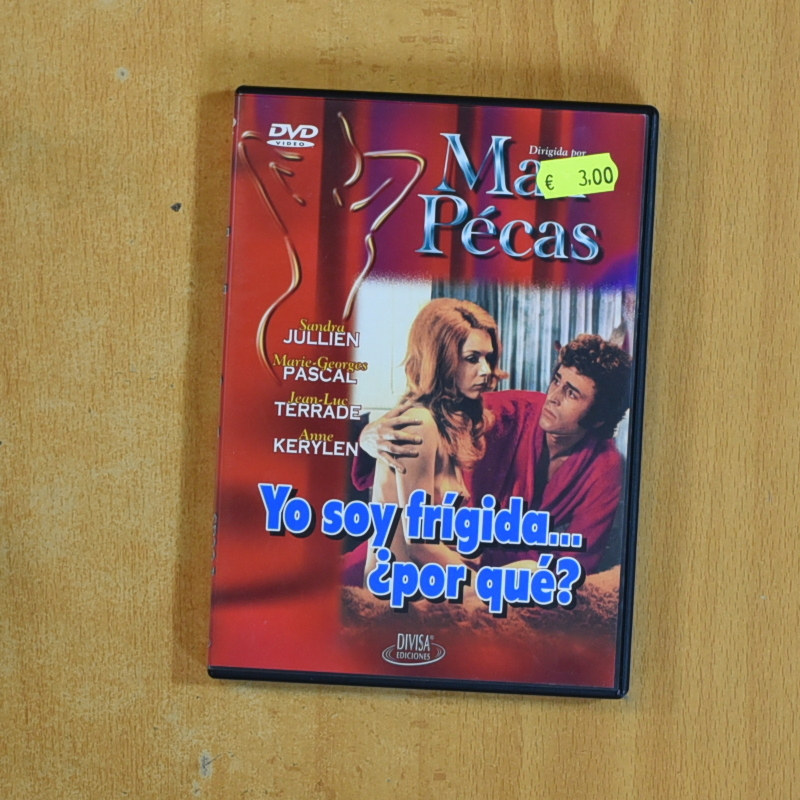 DVD
VIDEO
Dirigida por
€ 3,00
Pécas
Sandra
JULLIEN
Marie-Georges
PASCAL
Jean-Luc
TERRADE
Anne
KERYLEN
Yo soy frígida...
¿por qué?
DIVISA®
EDICIONES